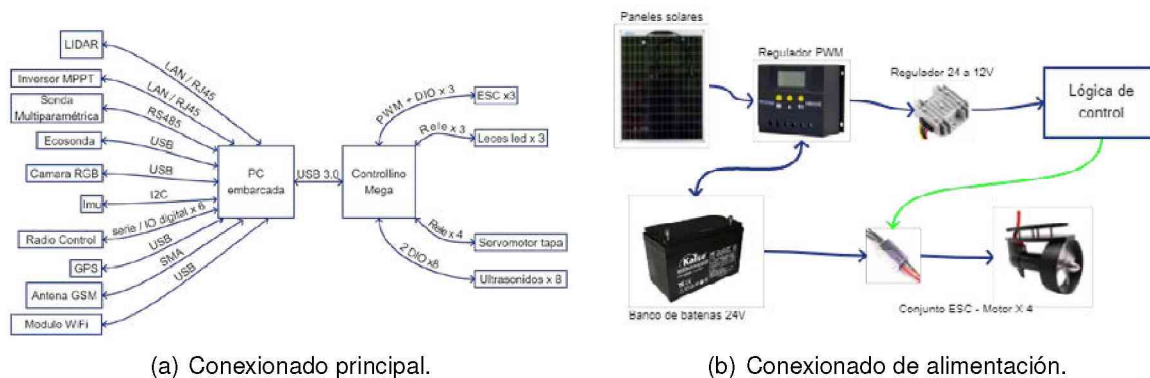 LIDAR
Inversor MPPT
Sonda
Multiparamétrica
Ecosonda
Camara RGB
Imu
Radio Control
GPS
Antena GSM
Modulo WiFi
LAN / RJ45
LAN / RJ45
RS485
USB
USB
I2C
serie / IO digital x 6
USB
SMA
USB
PC
embarcada
USB 3.0
Controllino
Mega
PWM + DIO x 3
Rele x 3
Rele x 4
2 DIO x8
ESC x3
Leces led x 3
Servomotor tapa
Ultrasonidos x 8
(a) Conexionado principal.
Paneles solares
Regulador PWM
Regulador 24 a 12V
Lógica de
control
Kaise
Banco de baterias 24V
Conjunto ESC - Motor X 4
(b) Conexionado de alimentación.